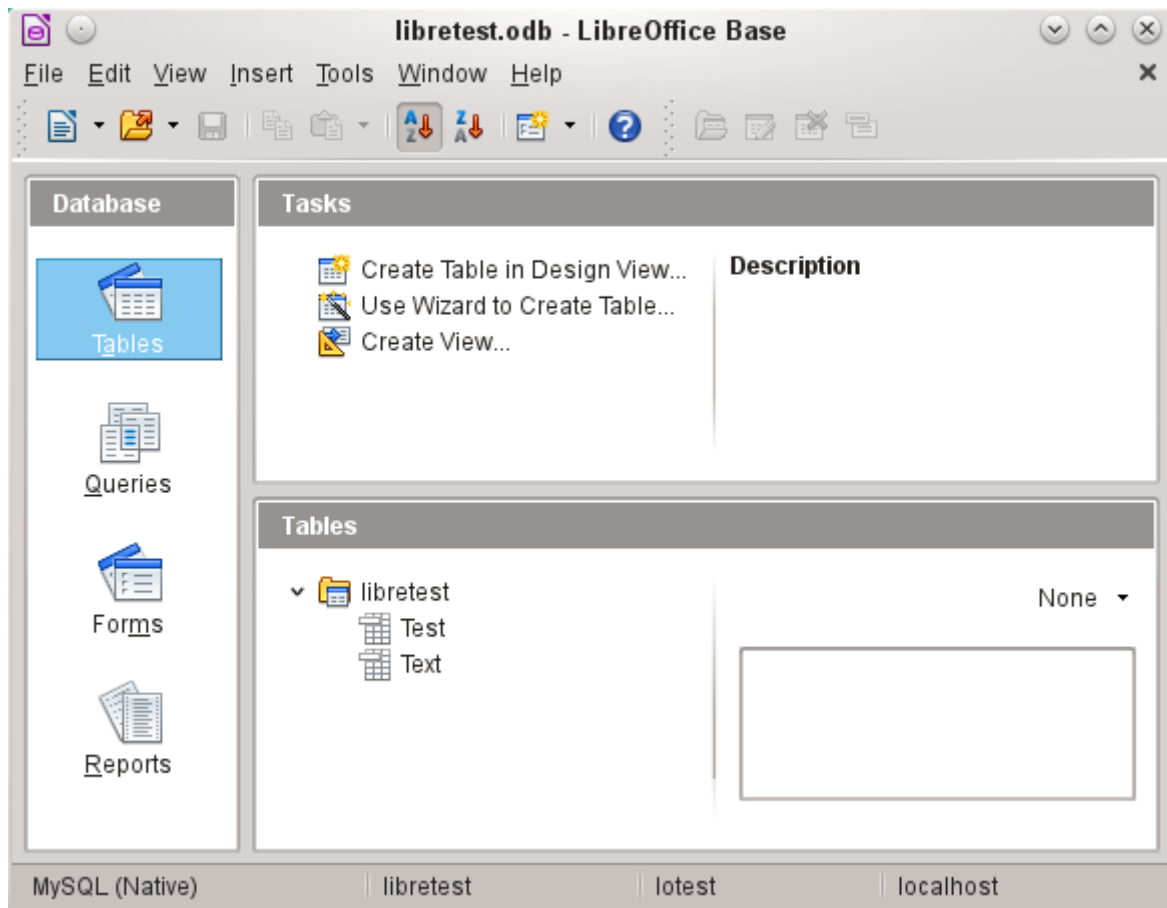 libretest.odb - LibreOffice Base
File Edit View Insert Tools Window Help
Database
Tables
Queries
Forms
Reports
Tasks
Create Table in Design View...
Use Wizard to Create Table...
Create View...
Description
Tables
libretest
Test
Text
None
MySQL (Native) libretest lotest localhost